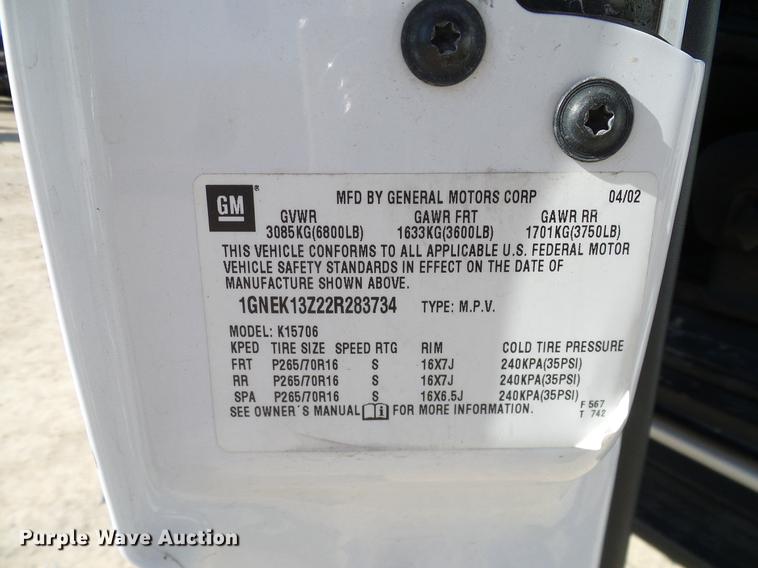 GM ® MFD BY GENERAL MOTORS CORP 04/02
GVWR GAWR FRT GAWR RR
3085KG(6800LB) 1633KG(3600LB) 1701KG(3750LB)
THIS VEHICLE CONFORMS TO ALL APPLICABLE U.S. FEDERAL MOTOR
VEHICLE SAFETY STANDARDS IN EFFECT ON THE DATE OF
MANUFACTURE SHOWN ABOVE.
1GNEK13Z22R283734 TYPE: M.P.V.
MODEL: K15706
KPED TIRE SIZE SPEED RTG RIM COLD TIRE PRESSURE
FRT P265/70R16 S 16X7J 240KPA(35PSI)
RR P265/70R16 S 16X7J 240KPA(35PSI)
SPA P265/70R16 S 16X6.5J 240KPA(35PSI)
SEE OWNER'S MANUAL i FOR MORE INFORMATION.
F 567
T 742
Purple Wave Auction